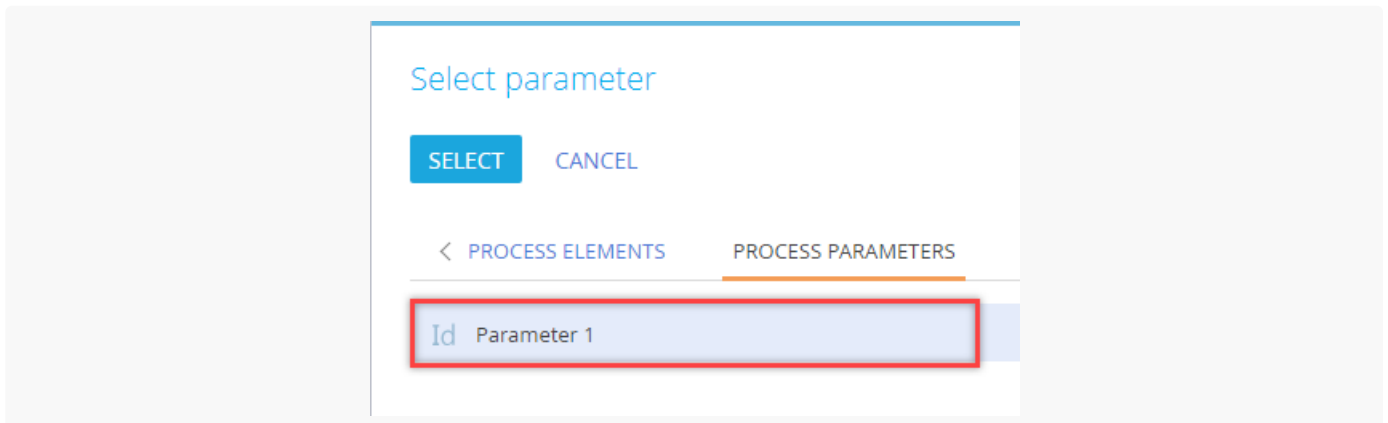 Select parameter
SELECT CANCEL
PROCESS ELEMENTS PROCESS PARAMETERS
Id Parameter 1